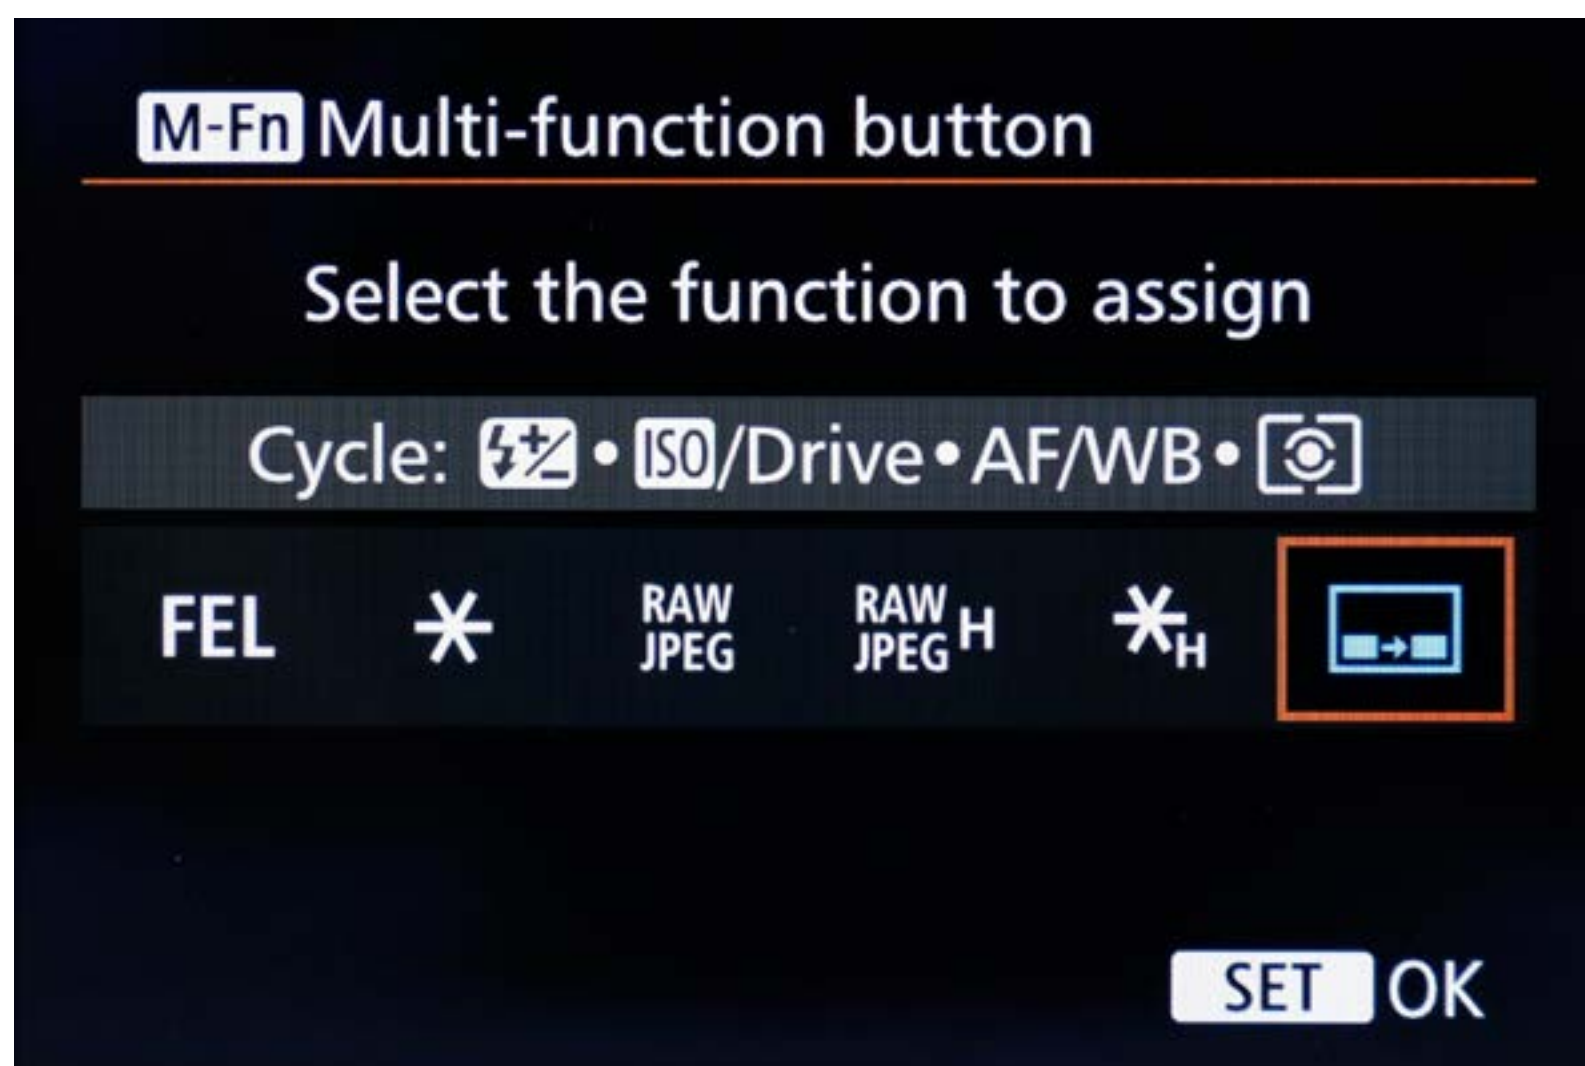 M-Fn Multi-function button
Select the function to assign
Cycle: • ISO/Drive•AF/WB•
FEL RAW JPEG RAW JPEG H H
SET OK